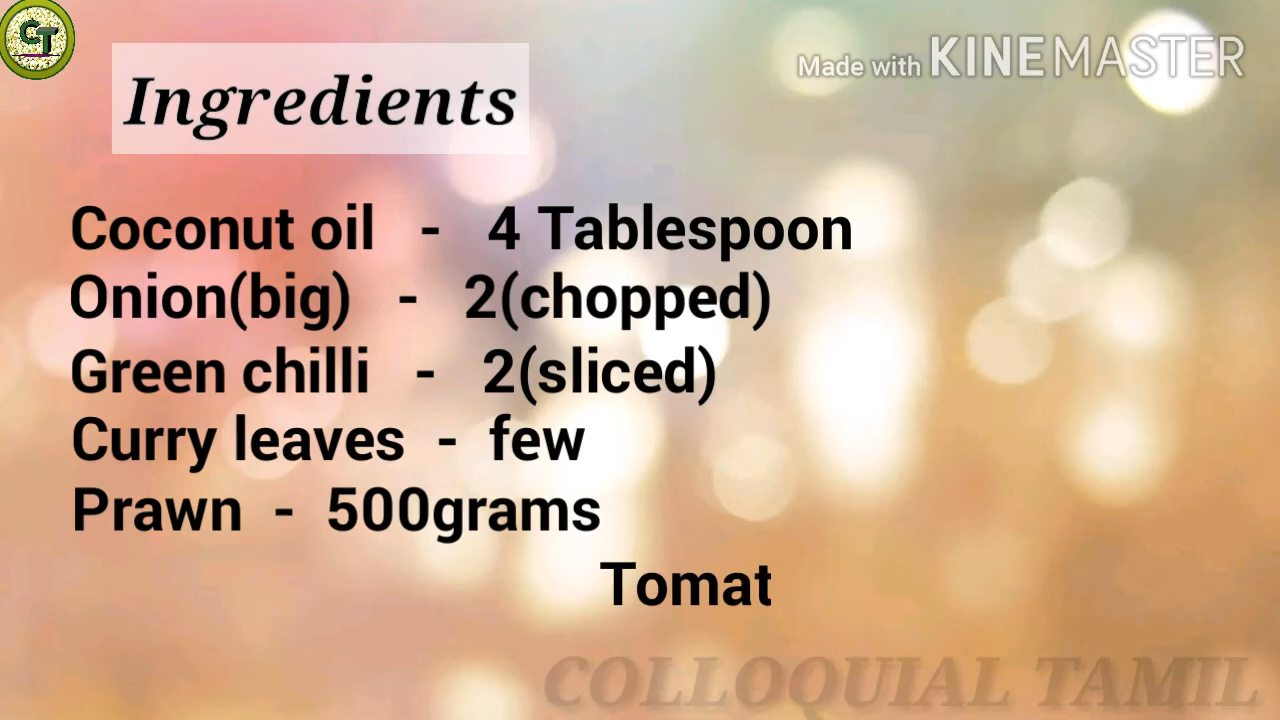 CT
Made with KINEMASTER
Ingredients
Coconut oil - 4 Tablespoon
Onion(big) - 2(chopped)
Green chilli - 2(sliced)
Curry leaves - few
Prawn - 500grams
Tomat
COLLOQUIAL TAMIL